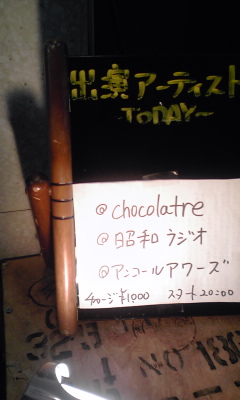 出演アーティスト
~TODAY~
@chocolatre
@昭和ラジオ
@アンコールアワーズ
チャージ¥1000 スタート20:00
NO